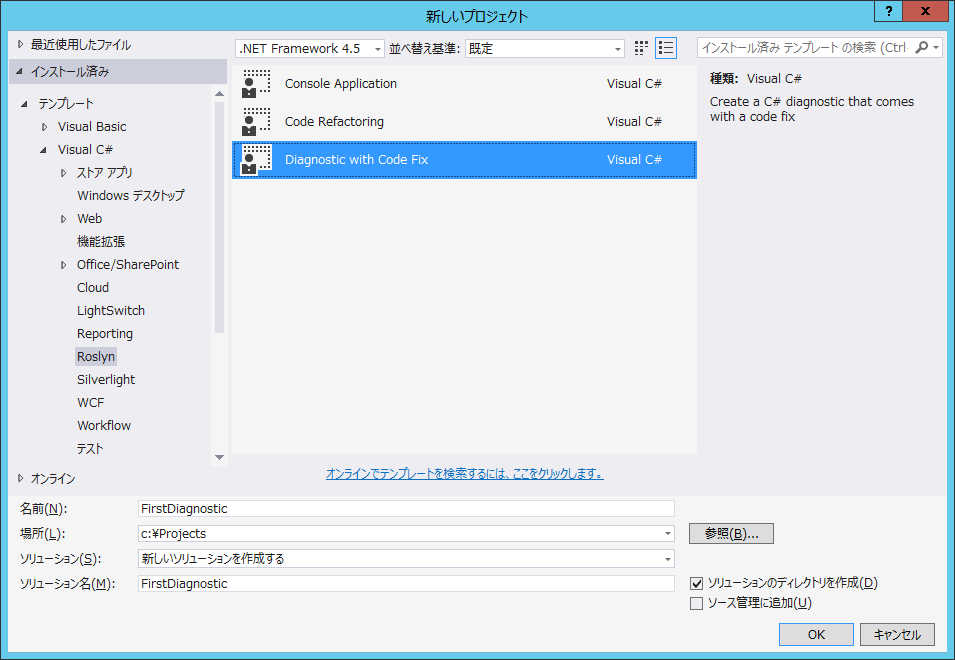 新しいプロジェクト
?
x
最近使用したファイル
インストール済み
テンプレート
Visual Basic
Visual C#
ストア アプリ
Windows デスクトップ
Web
機能拡張
Office/SharePoint
Cloud
LightSwitch
Reporting
Roslyn
Silverlight
WCF
Workflow
テスト
オンライン
.NET Framework 4.5 並べ替え基準: 既定
Console Application Visual C#
Code Refactoring Visual C#
Diagnostic with Code Fix Visual C#
オンラインでテンプレートを検索するには、ここをクリックします。
インストール済み テンプレート の検索 (Ctrl-
種類: Visual C#
Create a C# diagnostic that comes
with a code fix
名前(N): FirstDiagnostic
場所(L): c:¥Projects 参照(B)...
ソリューション(S): 新しいソリューションを作成する
ソリューション名(M): FirstDiagnostic
ソリューションのディレクトリを作成(D)
ソース管理に追加(U)
OK キャンセル